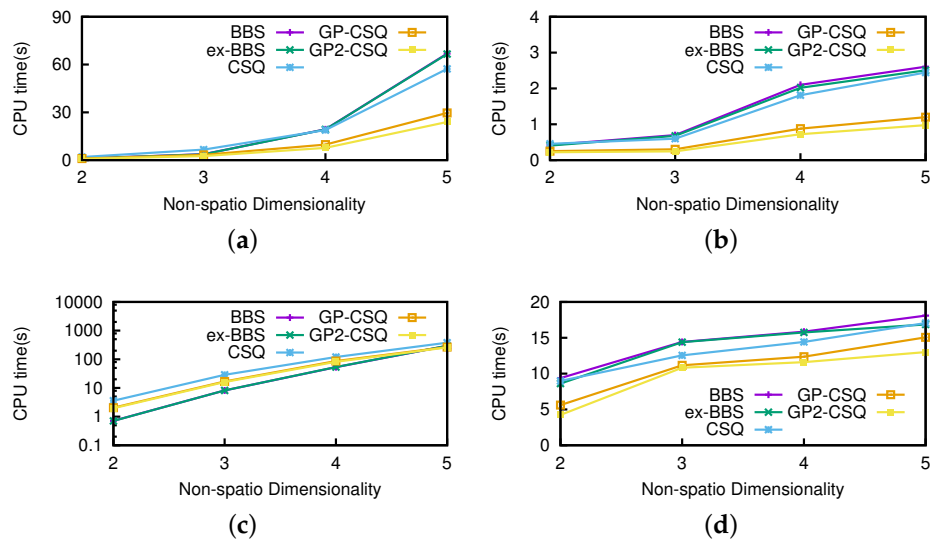 90
60
30
0
CPU time(s)
BBS
ex-BBS
CSQ
GP-CSQ
GP2-CSQ
2 3 4 5
Non-spatio Dimensionality
(a)
4
3
2
1
0
CPU time(s)
BBS
ex-BBS
CSQ
GP-CSQ
GP2-CSQ
2 3 4 5
Non-spatio Dimensionality
(b)
10000
1000
100
10
1
0.1
CPU time(s)
BBS
ex-BBS
CSQ
GP-CSQ
GP2-CSQ
2 3 4 5
Non-spatio Dimensionality
(c)
20
15
10
5
0
CPU time(s)
BBS
ex-BBS
CSQ
GP-CSQ
GP2-CSQ
2 3 4 5
Non-spatio Dimensionality
(d)